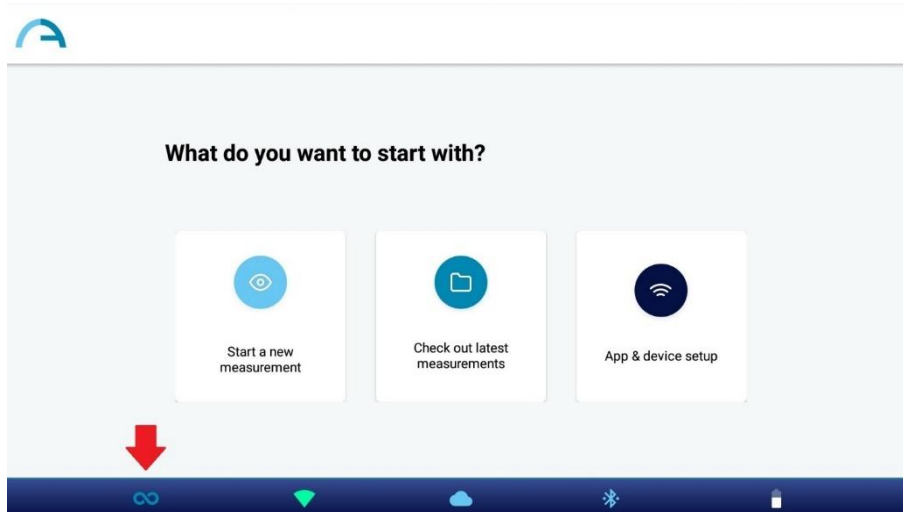 What do you want to start with?
Start a new
measurement
Check out latest
measurements
App & device setup